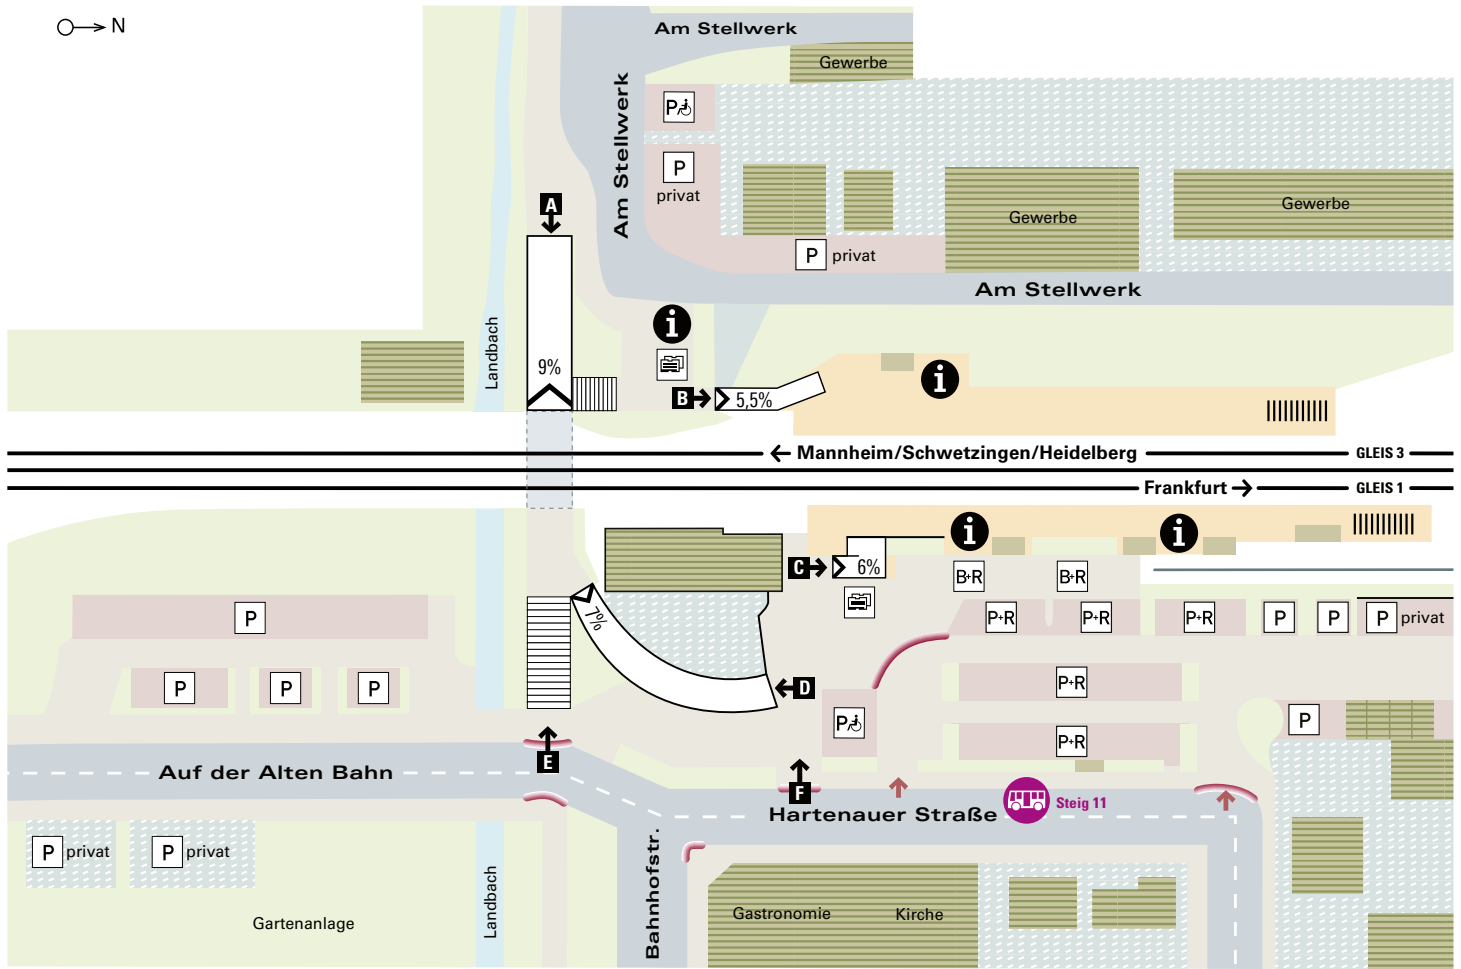 N
Am Stellwerk
Gewerbe
Am Stellwerk
P
P
privat
A
Gewerbe
Gewerbe
P privat
Am Stellwerk
i
Landbach
9%
B
5,5%
i
Mannheim/Schwetzingen/Heidelberg
GLEIS 3
Frankfurt
GLEIS 1
i
i
C
6%
B+R
B+R
7%
P
P+R
P+R
P+R
P
P
P privat
P
P
P
D
P+R
P
P
E
P+R
Auf der Alten Bahn
F
Hartenauer Straße
Steig 11
Bahnhofstr.
P privat
P privat
Landbach
Gartenanlage
Gastronomie
Kirche